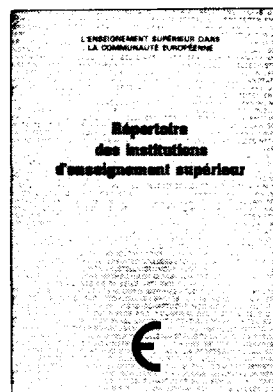 L'ENSEIGNEMENT SUPÉRIEUR DANS
LA COMMUNAUTÉ EUROPÉENNE
Répertoire
des institutions
d'enseignement supérieur